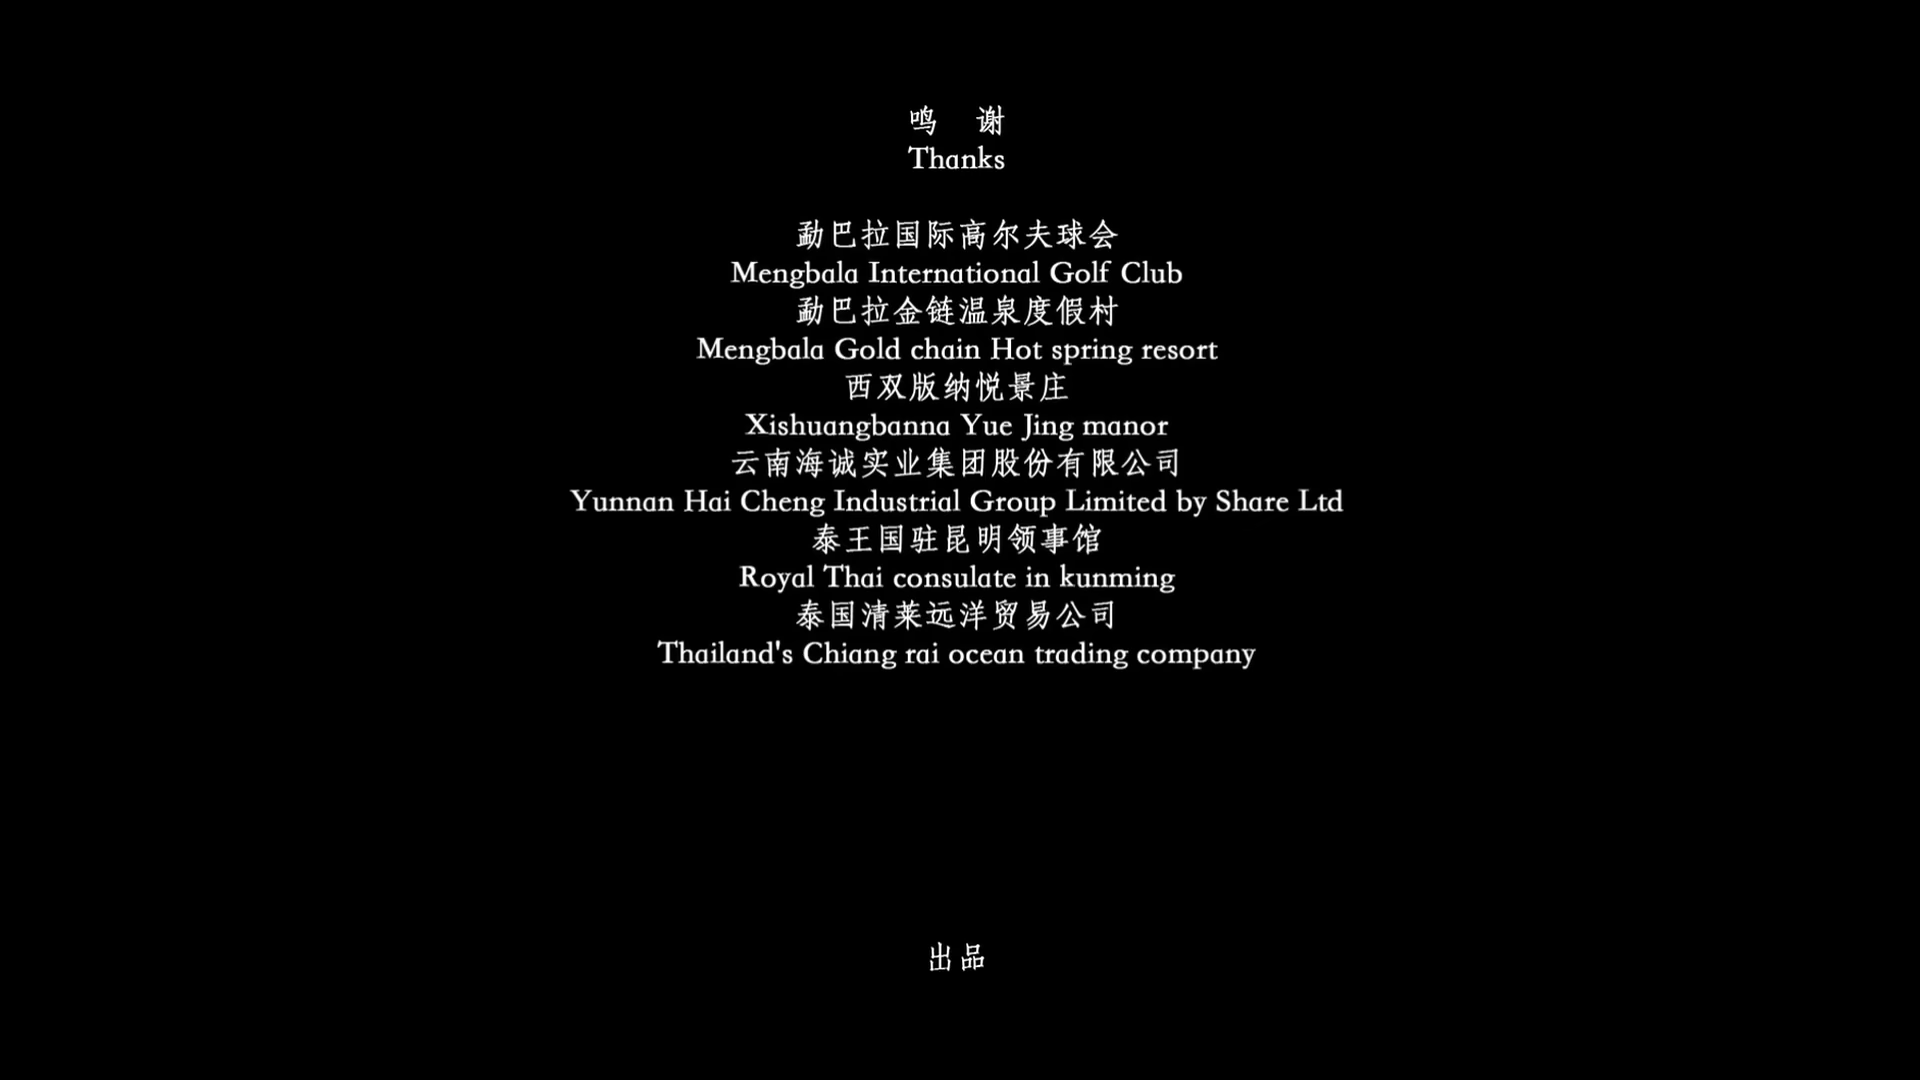 鸣 谢
Thanks
勐巴拉国际高尔夫球会
Mengbala International Golf Club
勐巴拉金链温泉度假村
Mengbala Gold chain Hot spring resort
西双版纳悦景庄
Xishuangbanna Yue Jing manor
云南海诚实业集团股份有限公司
Yunnan Hai Cheng Industrial Group Limited by Share Ltd
泰王国驻昆明领事馆
Royal Thai consulate in kunming
泰国清莱远洋贸易公司
Thailand's Chiang rai ocean trading company
出品